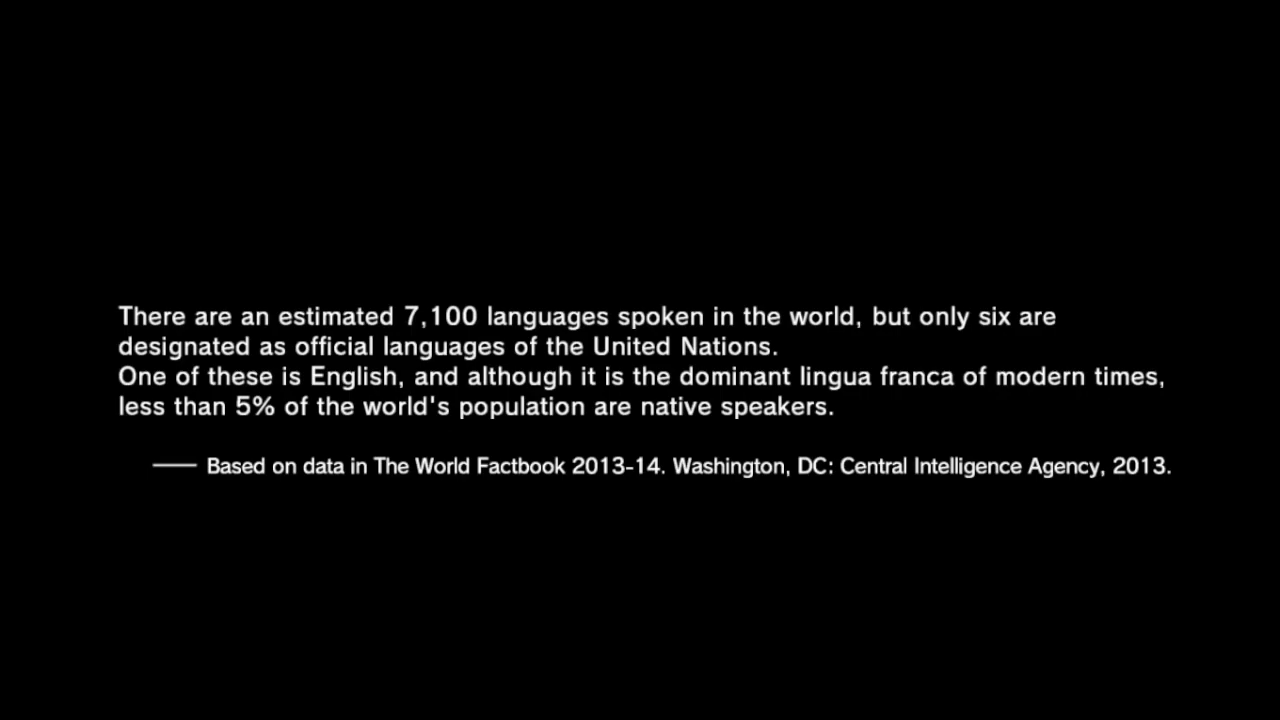 There are an estimated 7,100 languages spoken in the world, but only six are
designated as official languages of the United Nations.
One of these is English, and although it is the dominant lingua franca of modern times,
less than 5% of the world's population are native speakers.
—— Based on data in The World Factbook 2013-14. Washington, DC: Central Intelligence Agency, 2013.